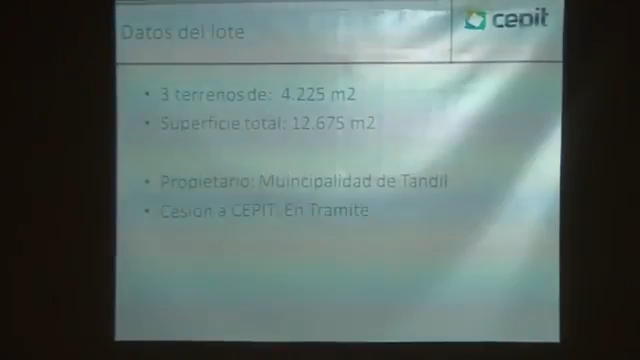 Datos del lote
cepit
• 3 terrenos de: 4.225 m2
• Superficie total: 12.675 m2
• Propietario: Muincipalidad de Tandil
• Cesion a CEPIT: En Tramite